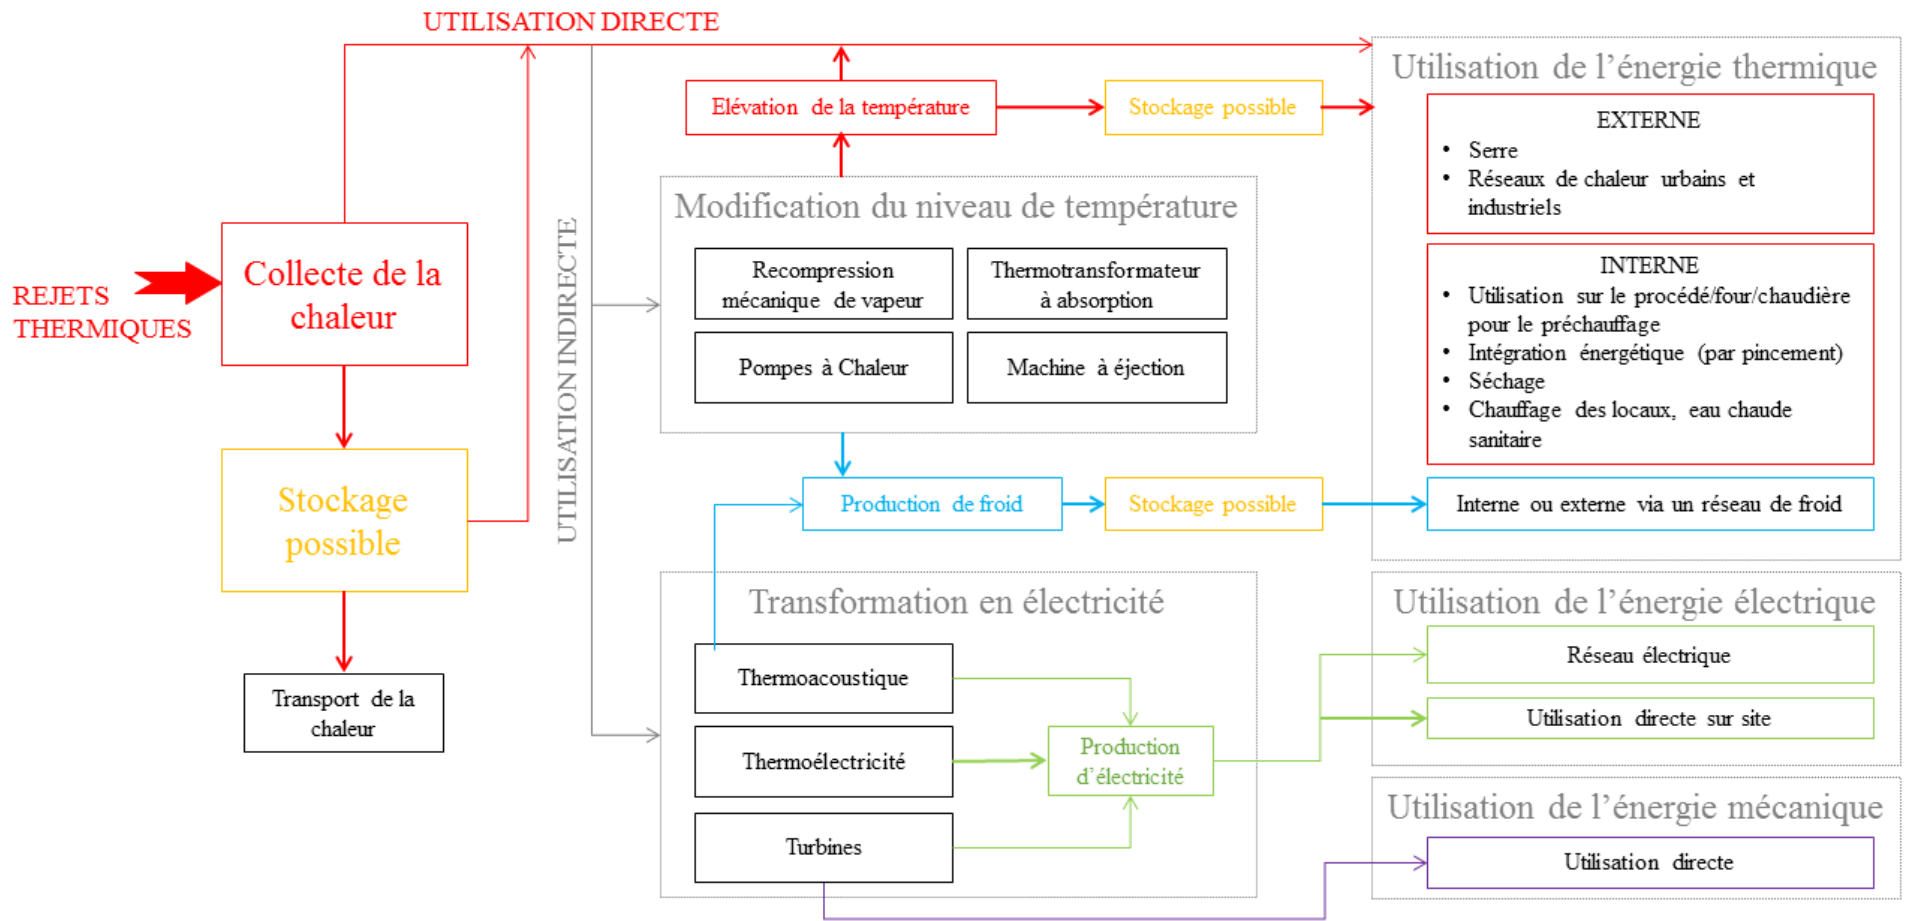 UTILISATION DIRECTE
REJETS
THERMIQUES
Collecte de la
chaleur
Stockage
possible
Transport de la
chaleur
UTILISATION INDIRECTE
Elévation de la température
Stockage possible
Modification du niveau de température
Recompression
mécanique de vapeur
Thermotransformateur
à absorption
Pompes à Chaleur
Machine à éjection
Production de froid
Stockage possible
Transformation en électricité
Thermoacoustique
Thermoélectricité
Turbines
Production
d’électricité
Utilisation de l’énergie thermique
EXTERNE
• Serre
• Réseaux de chaleur urbains et
industriels
INTERNE
• Utilisation sur le procédé/four/chaudière
pour le préchauffage
• Intégration énergétique (par pincement)
• Séchage
• Chauffage des locaux, eau chaude
sanitaire
Interne ou externe via un réseau de froid
Utilisation de l’énergie électrique
Réseau électrique
Utilisation directe sur site
Utilisation de l’énergie mécanique
Utilisation directe